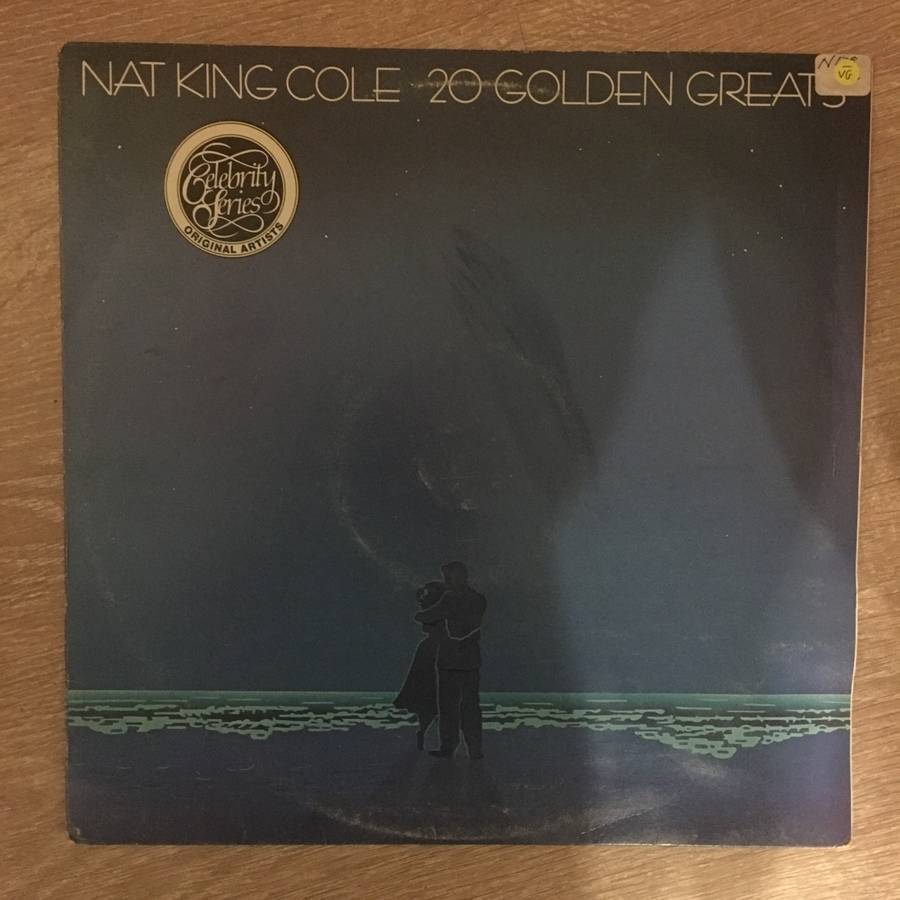 NAT KING COLE 20 GOLDEN GREATS
VG
Celebrity
Series
ORIGINAL ARTISTS